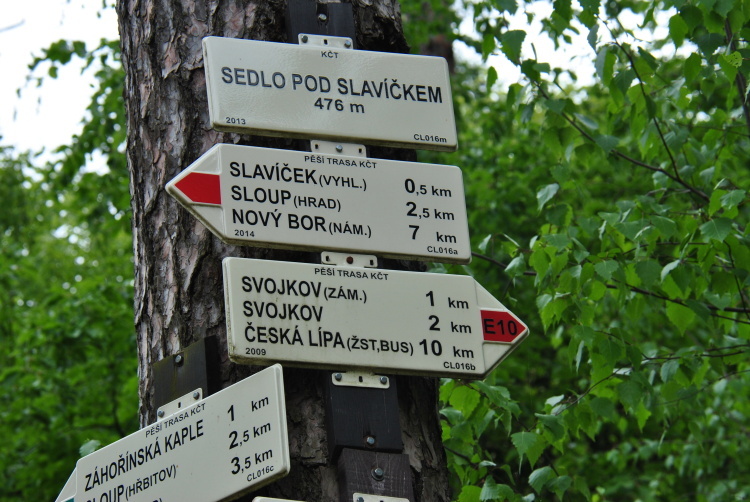 KČT
SEDLO POD SLAVÍČKEM
476 m
2013 CL016m
PĚŠÍ TRASA KČT
SLAVÍČEK (VYHL.) 0,5 km
SLOUP (HRAD) 2,5 km
NOVÝ BOR (NÁM.) 7 km
2014 CL016a
PĚŠÍ TRASA KČT
SVOJKOV (ZÁM.) 1 km
SVOJKOV 2 km
ČESKÁ LÍPA (ŽST,BUS) 10 km
E10
2009 CL016b
PĚŠÍ TRASA KČT
ZÁHOŘÍNSKÁ KAPLE 1 km
SLOUP (HŘBITOV) 2,5 km
3,5 km
CL016c